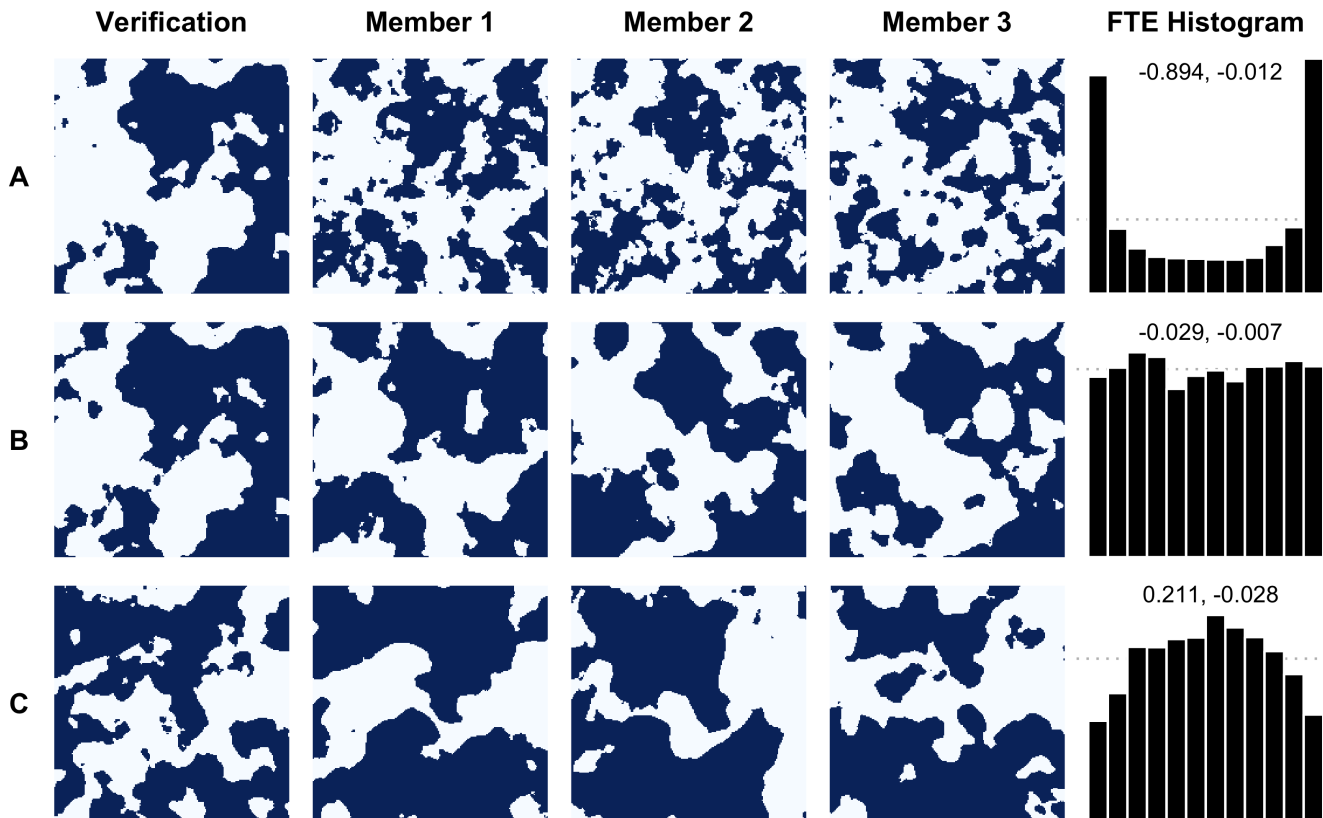 Verification Member 1 Member 2 Member 3 FTE Histogram
A
-0.894, -0.012
B
-0.029, -0.007
C
0.211, -0.028